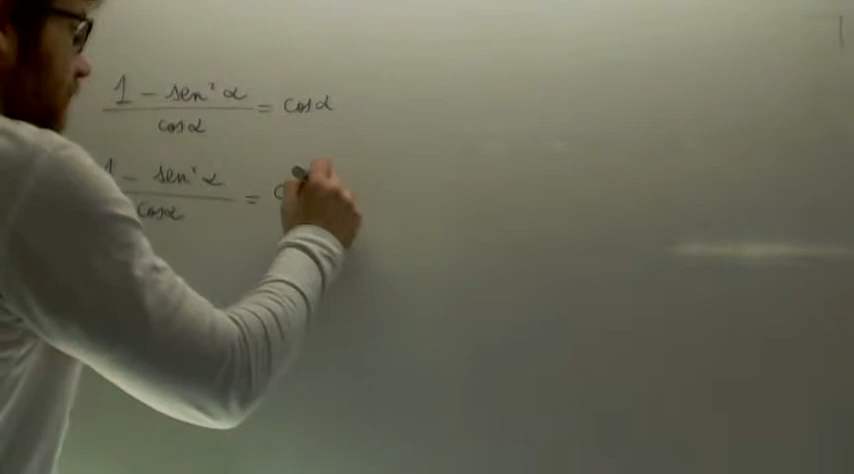 1 - sen² α / cos α = cos α
1 - sen² α / cos α = c